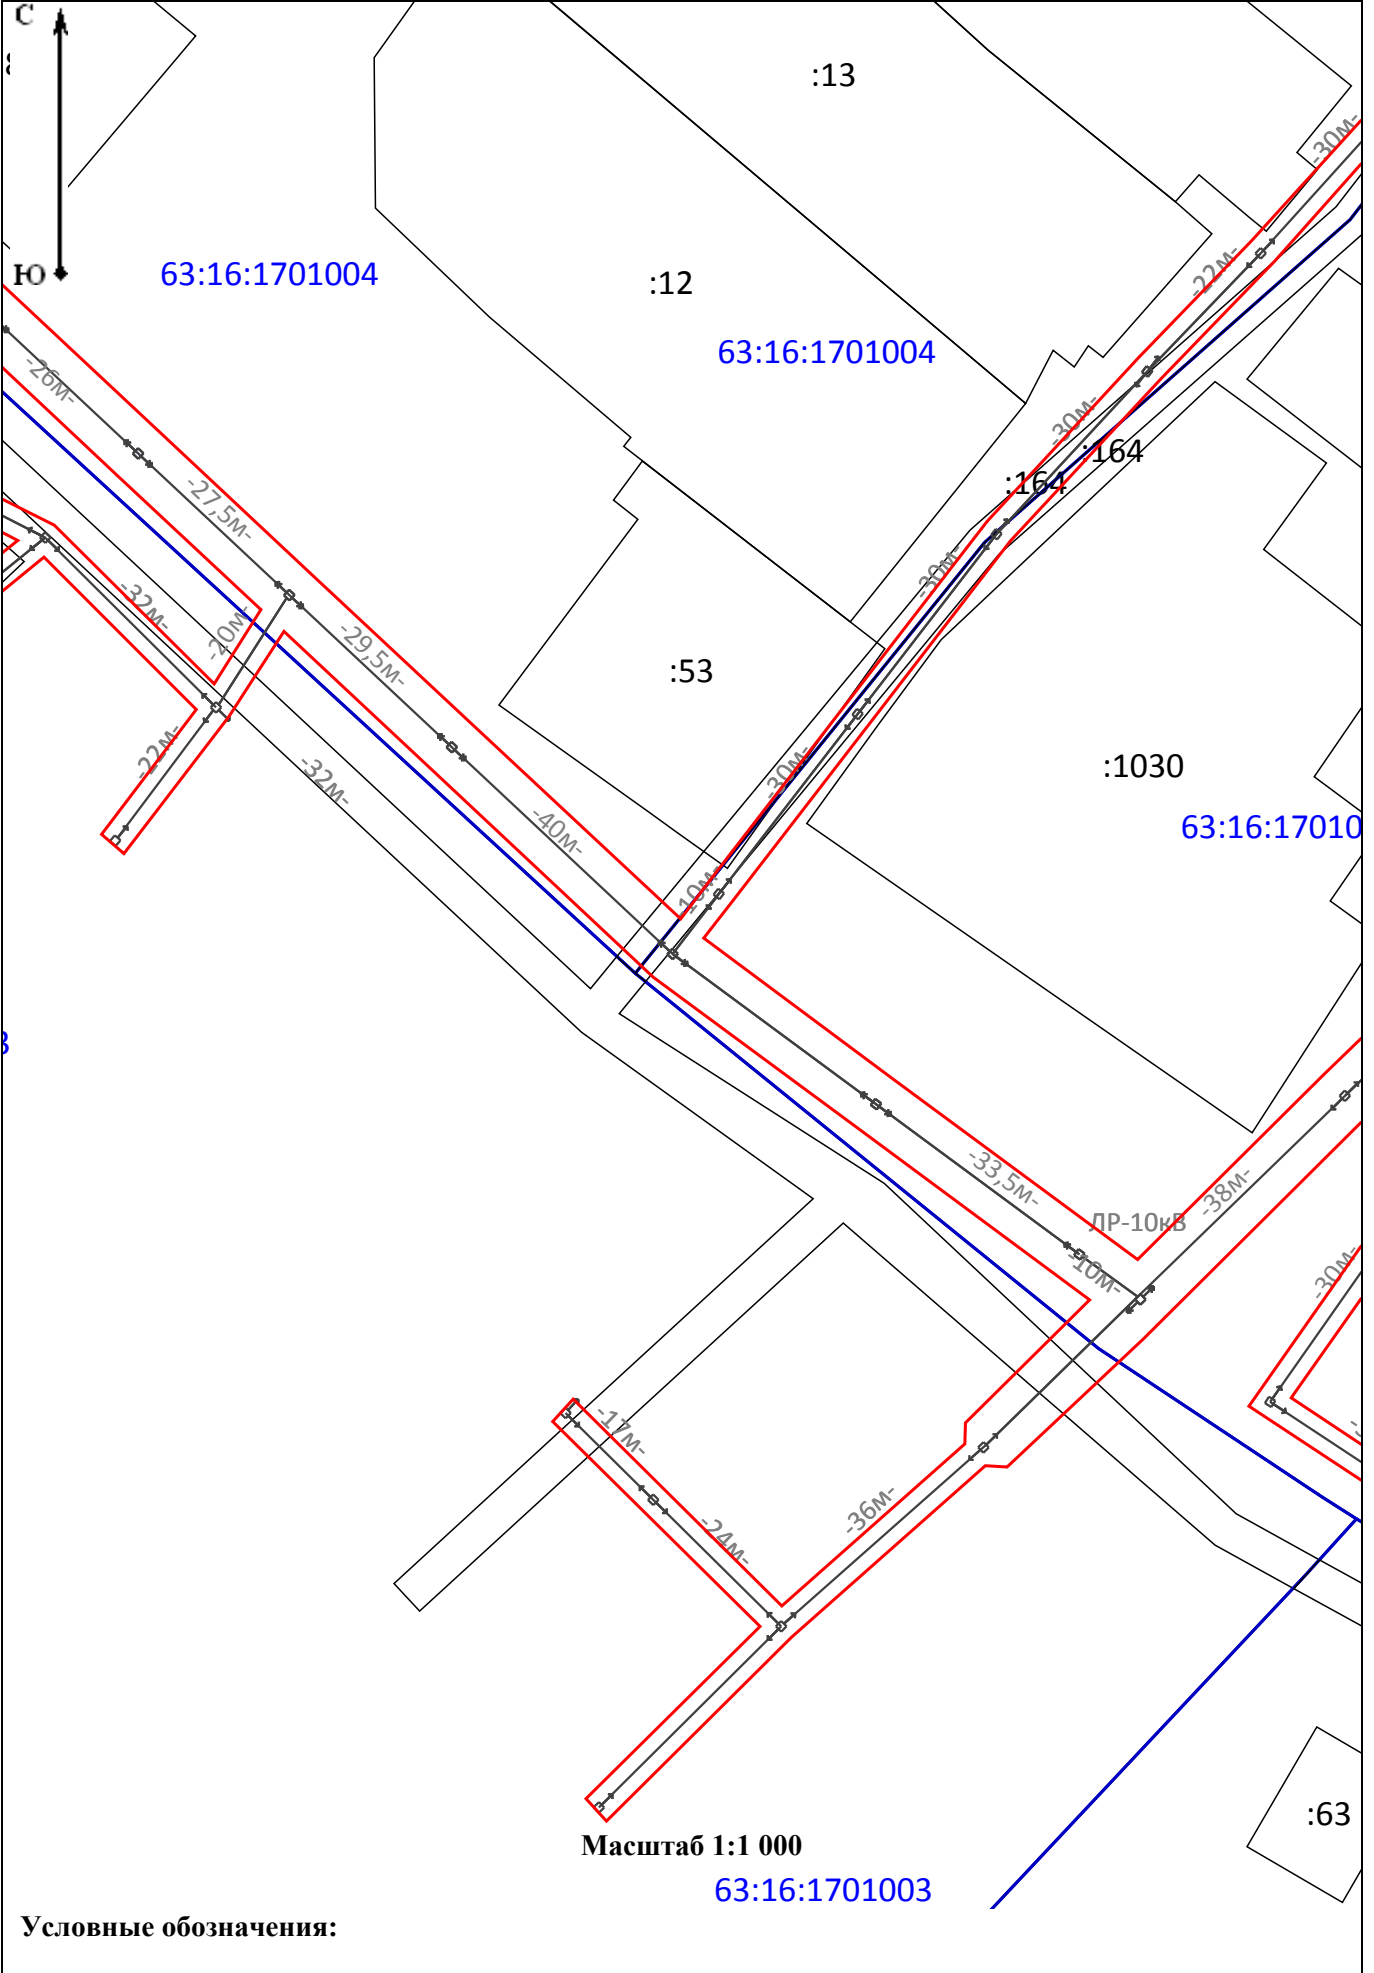 С
:13
-30м-
Ю
63:16:1701004
:12
-22м-
63:16:1701004
-26м-
-30м-
:164
:164
-27,5м-
-30м-
-32м-
-20м-
-29,5м-
:53
-22м-
-32м-
-30м-
:1030
63:16:17010
-40м-
10м-
-33,5м-
-38м-
ЛР-10кВ
-10м-
-30м-
-17м-
-24м-
-36м-
:63
Масштаб 1:1 000
63:16:1701003
Условные обозначения: